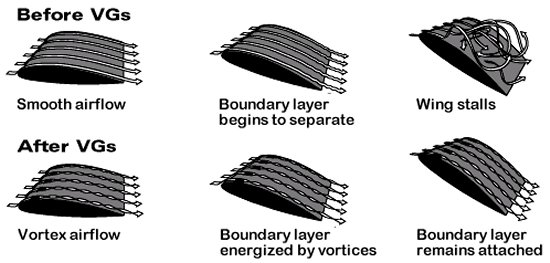 Before VGs
Smooth airflow
Boundary layer
begins to separate
Wing stalls
After VGs
Vortex airflow
Boundary layer
energized by vortices
Boundary layer
remains attached